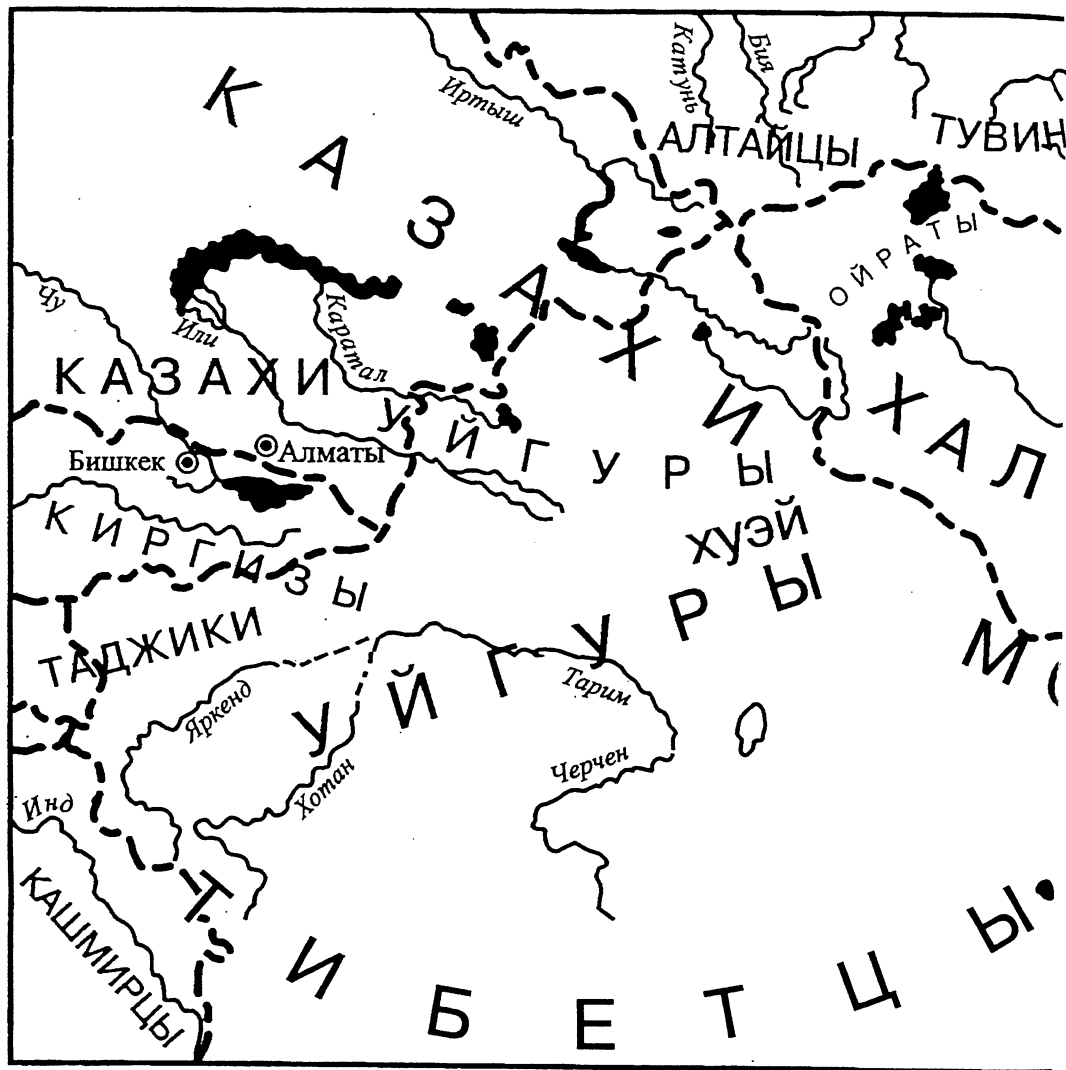 Катунь
Бия
Иртыш
КАЗАХИ
АЛТАЙЦЫ
ТУВИН
ОЙРАТЫ
Чу
Или
Каратал
КАЗАХИ
ХАЛ
УЙГУРЫ
Алматы
Бишкек
КИРГИЗЫ
ХУЭЙ
ТАДЖИКИ
УЙГУРЫ
М
Яркенд
Тарим
Хотан
Черчен
Инд
КАШМИРЦЫ
ТИБЕТЦЫ